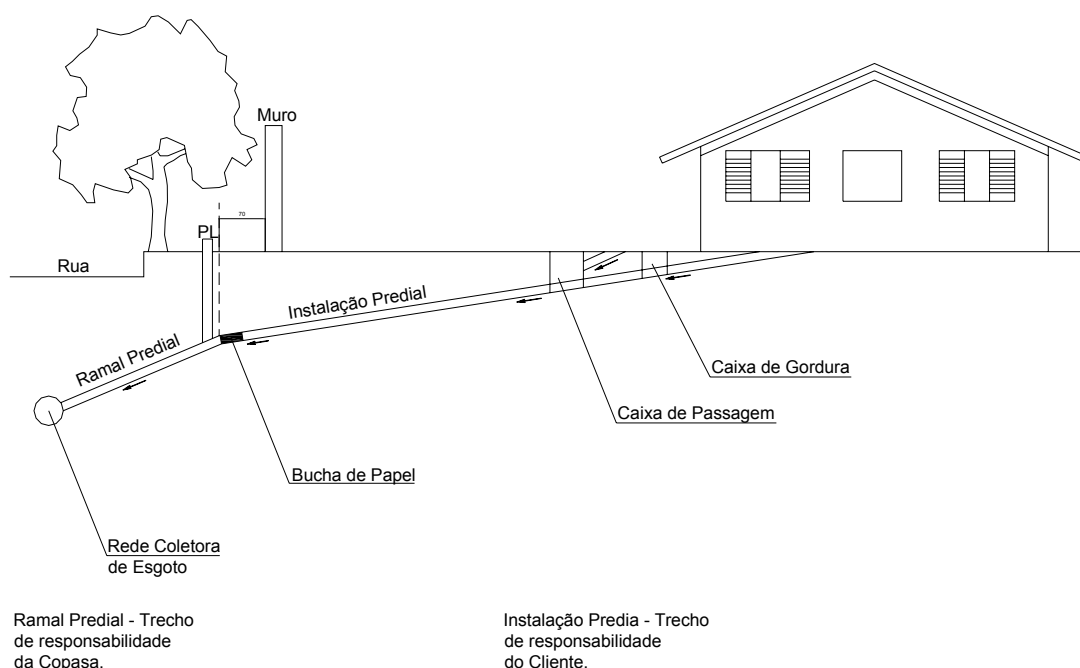 Muro
70
PL
Rua
Instalação Predial
Ramal Predial
Caixa de Gordura
Caixa de Passagem
Bucha de Papel
Rede Coletora
de Esgoto
Ramal Predial - Trecho
de responsabilidade
da Copasa.
Instalação Predia - Trecho
de responsabilidade
do Cliente.